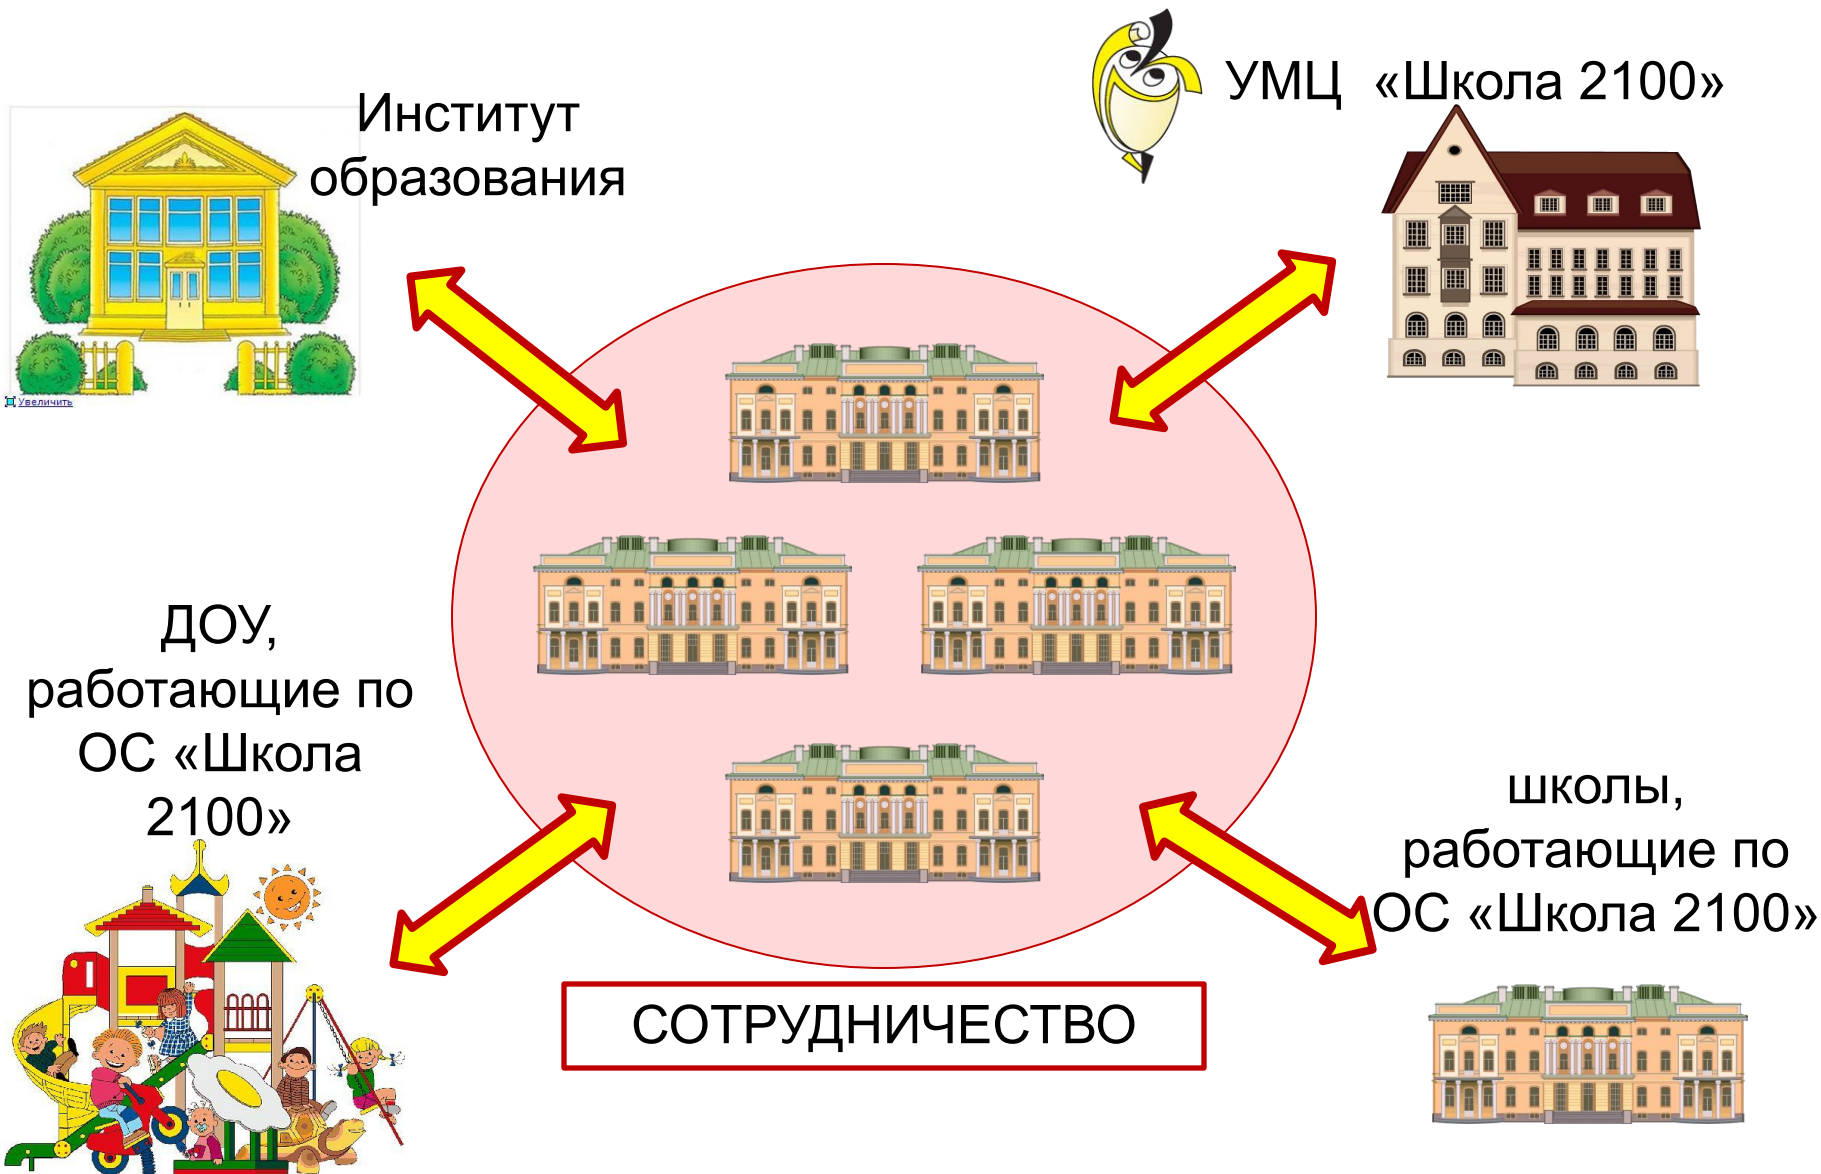 Институт
образования
УМЦ «Школа 2100»
Увеличить
ДОУ,
работающие по
ОС «Школа
2100»
школы,
работающие по
ОС «Школа 2100»
СОТРУДНИЧЕСТВО